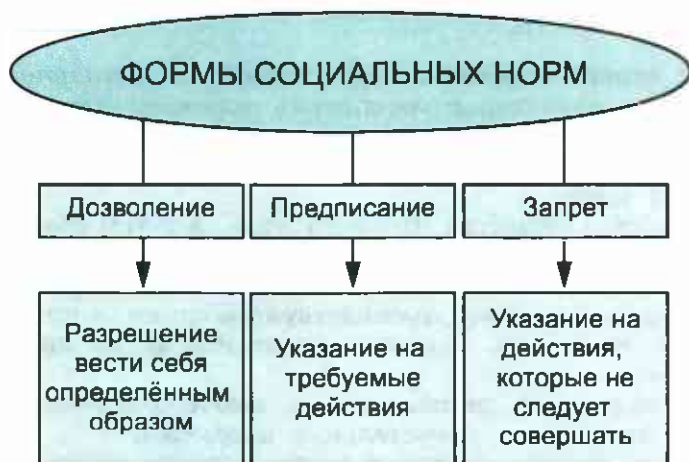 ФОРМЫ СОЦИАЛЬНЫХ НОРМ
Дозволение
Предписание
Запрет
Разрешение
вести себя
определённым
образом
Указание на
требуемые
действия
Указание на
действия,
которые не
следует
совершать